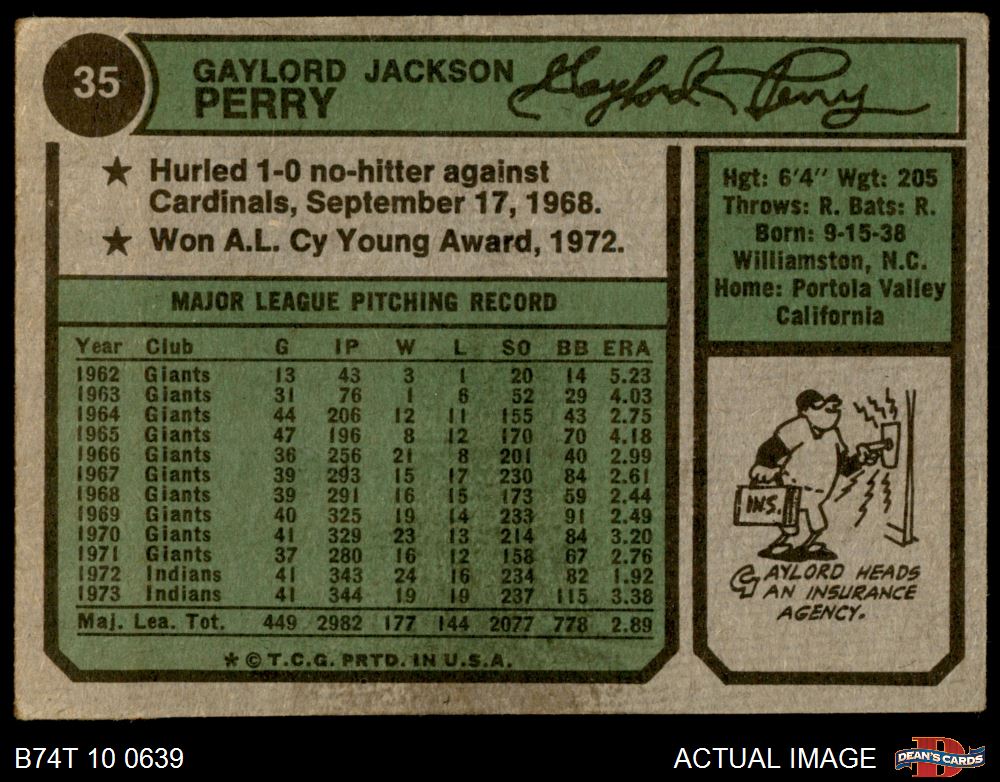 35
GAYLORD JACKSON
PERRY
Gaylord Perry
★ Hurled 1-0 no-hitter against
Cardinals, September 17, 1968.
★ Won A.L. Cy Young Award, 1972.
MAJOR LEAGUE PITCHING RECORD
Year Club G IP W L SO BB ERA
1962 Giants 13 43 3 1 20 14 5.23
1963 Giants 31 76 1 6 52 29 4.03
1964 Giants 44 206 12 11 155 43 2.75
1965 Giants 47 196 8 12 170 70 4.18
1966 Giants 36 256 21 8 201 40 2.99
1967 Giants 39 293 15 17 230 84 2.61
1968 Giants 39 291 16 15 173 59 2.44
1969 Giants 40 325 19 14 233 91 2.49
1970 Giants 41 329 23 13 214 84 3.20
1971 Giants 37 280 16 12 158 67 2.76
1972 Indians 41 343 24 16 234 82 1.92
1973 Indians 41 344 19 19 237 115 3.38
Maj. Lea. Tot. 449 2982 177 144 2077 778 2.89
★ © T.C.G. PRTD. IN U.S.A.
Hgt: 6'4" Wgt: 205
Throws: R. Bats: R.
Born: 9-15-38
Williamston, N.C.
Home: Portola Valley
California
INS.
GAYLORD HEADS
AN INSURANCE
AGENCY.
B74T 10 0639
ACTUAL IMAGE
D
DEAN'S CARDS